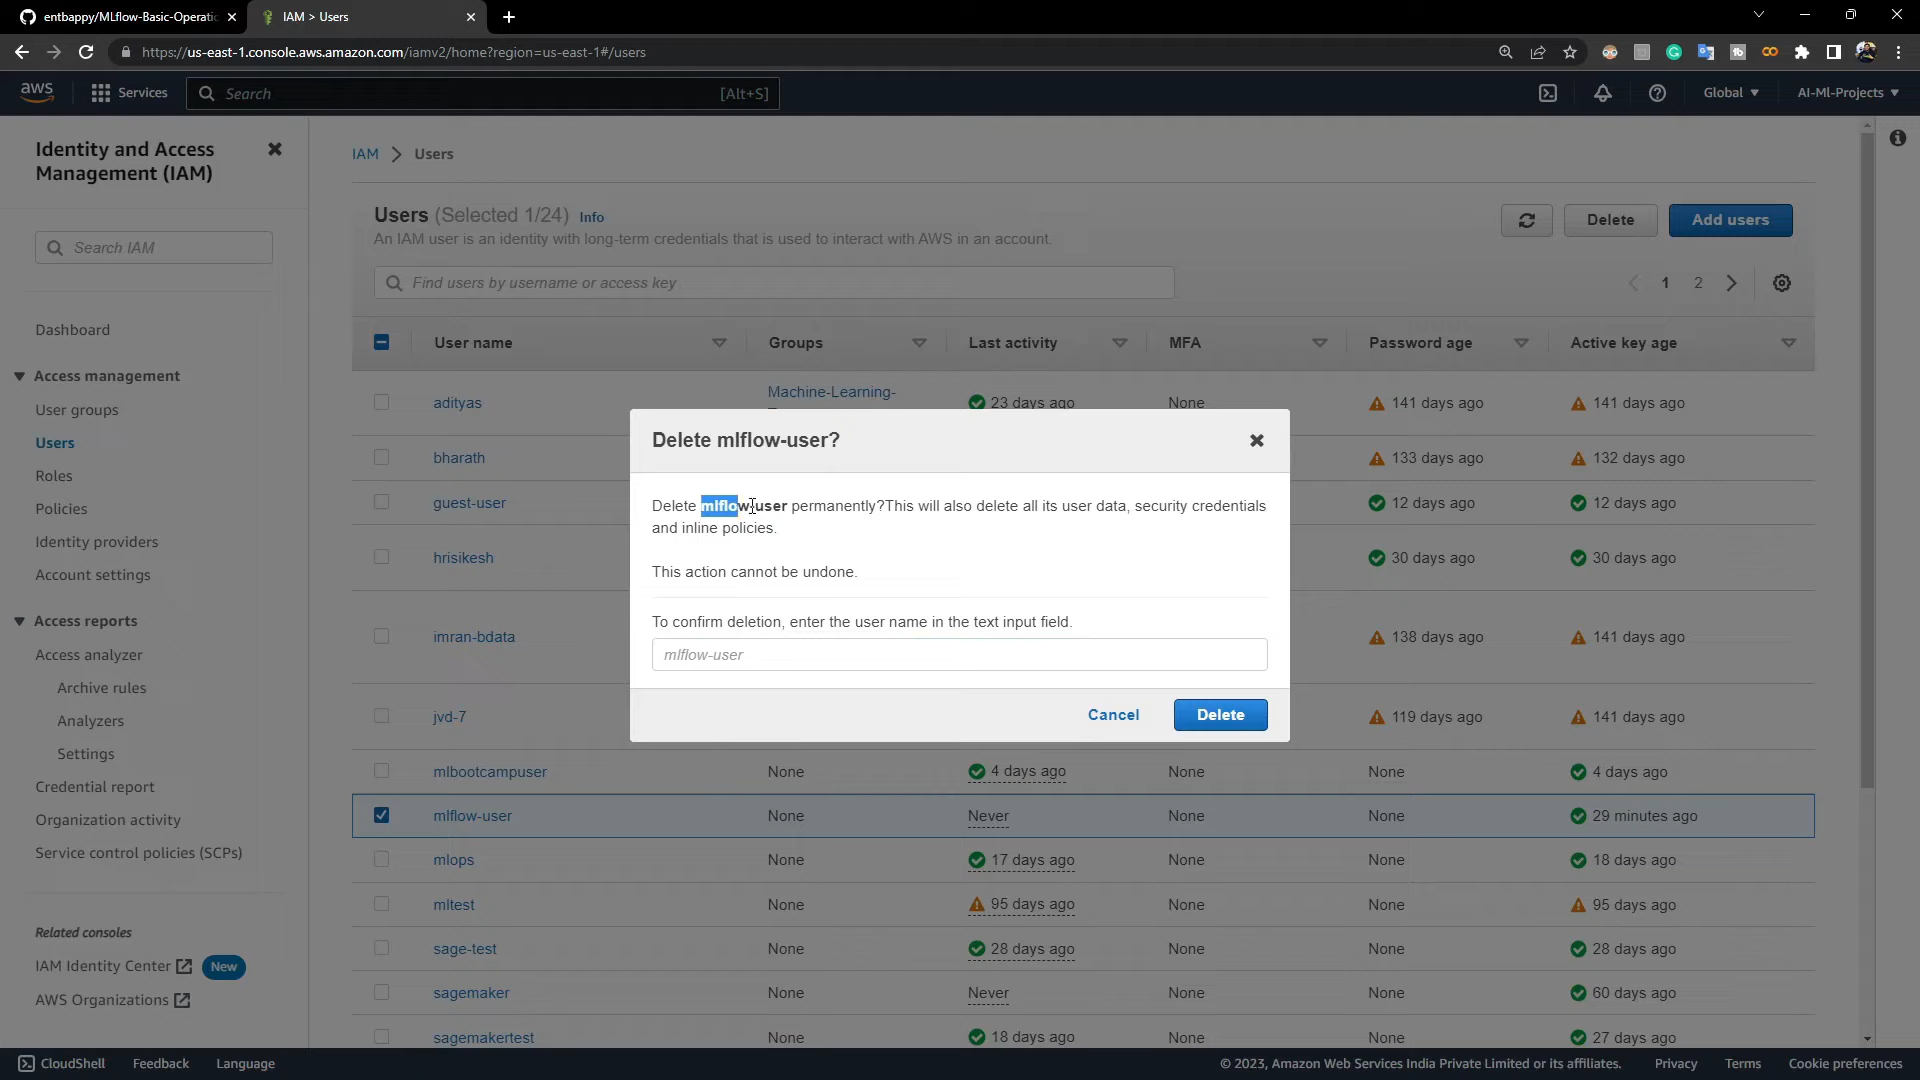 entbappy/MLflow-Basic-Operatic
IAM > Users
https://us-east-1.console.aws.amazon.com/iamv2/home?region=us-east-1#/users
aws
Services
Search
[Alt+S]
Global
AI-Ml-Projects
Identity and Access
Management (IAM)
Search IAM
Dashboard
Access management
User groups
Users
Roles
Policies
Identity providers
Account settings
Access reports
Access analyzer
Archive rules
Analyzers
Settings
Credential report
Organization activity
Service control policies (SCPs)
Related consoles
IAM Identity Center New
AWS Organizations
IAM > Users
Users (Selected 1/24) Info
An IAM user is an identity with long-term credentials that is used to interact with AWS in an account.
Delete
Add users
Find users by username or access key
1 2
User name Groups Last activity MFA Password age Active key age
adityas Machine-Learning- 23 days ago None 141 days ago 141 days ago
bharath 133 days ago 132 days ago
guest-user 12 days ago 12 days ago
hrisikesh 30 days ago 30 days ago
imran-bdata 138 days ago 141 days ago
jvd-7 119 days ago 141 days ago
mlbootcampuser None 4 days ago None None 4 days ago
mlflow-user None Never None None 29 minutes ago
mlops None 17 days ago None None 18 days ago
mltest None 95 days ago None None 95 days ago
sage-test None 28 days ago None None 28 days ago
sagemaker None Never None None 60 days ago
sagemakertest None 18 days ago None None 27 days ago
Delete mlflow-user?
Delete mlflow-user permanently?This will also delete all its user data, security credentials
and inline policies.
This action cannot be undone.
To confirm deletion, enter the user name in the text input field.
mlflow-user
Cancel
Delete
CloudShell
Feedback
Language
© 2023, Amazon Web Services India Private Limited or its affiliates.
Privacy
Terms
Cookie preferences